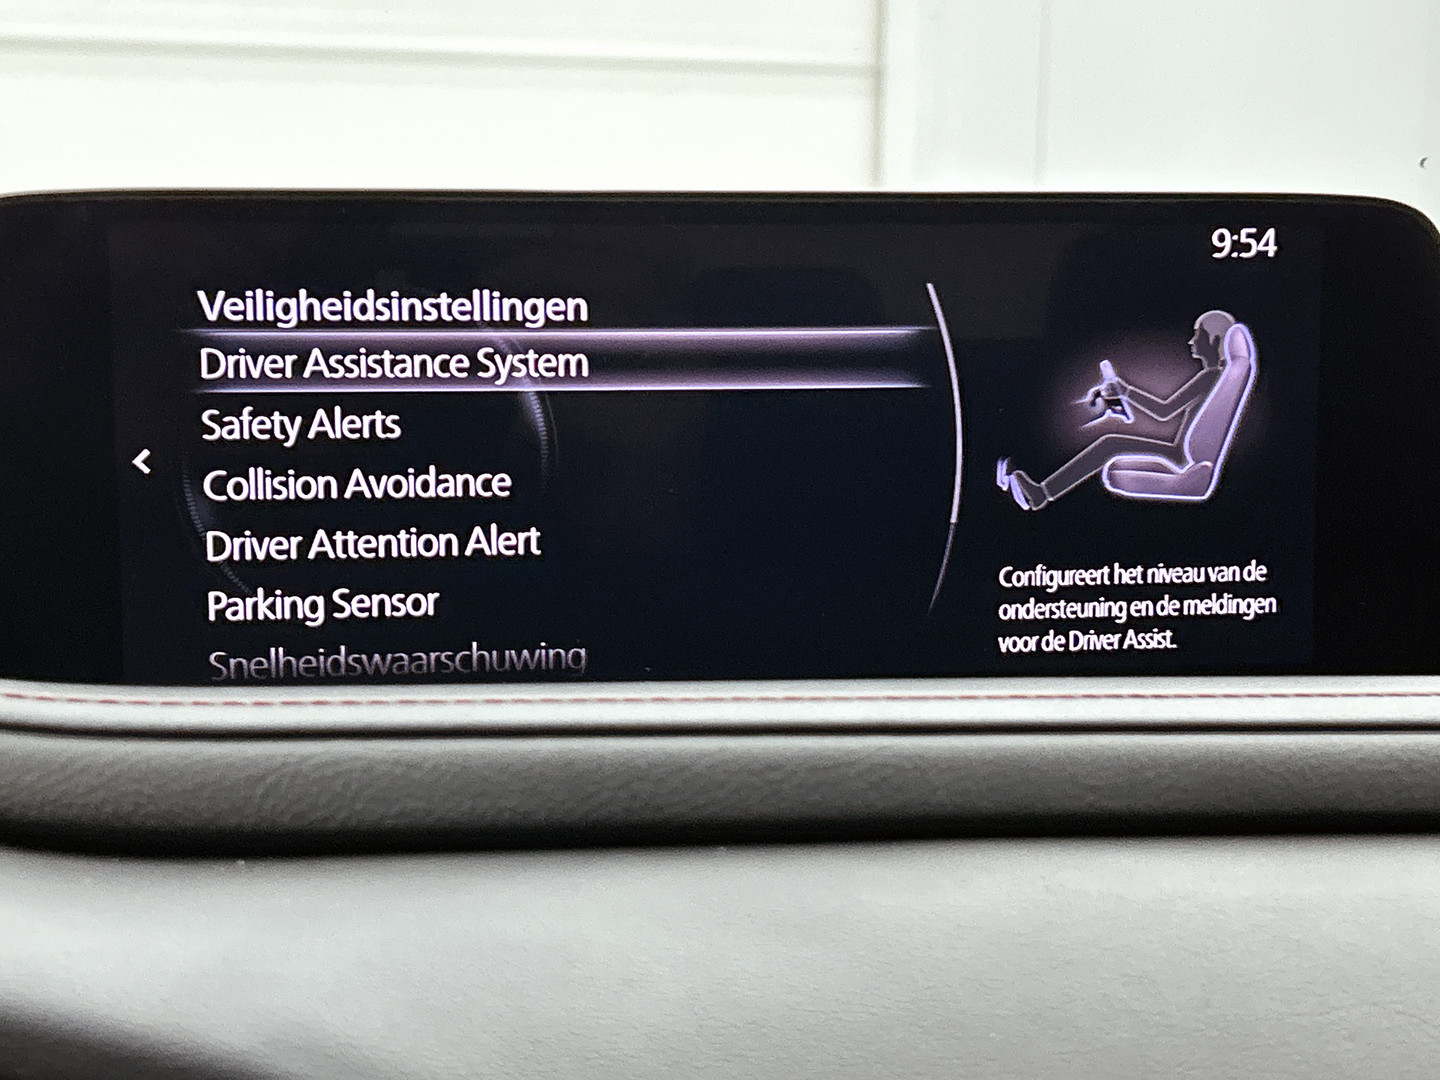 9:54
Veiligheidsinstellingen
Driver Assistance System
Safety Alerts
Collision Avoidance
Driver Attention Alert
Parking Sensor
Snelheidswaarschuwing
Configureert het niveau van de
ondersteuning en de meldingen
voor de Driver Assist.